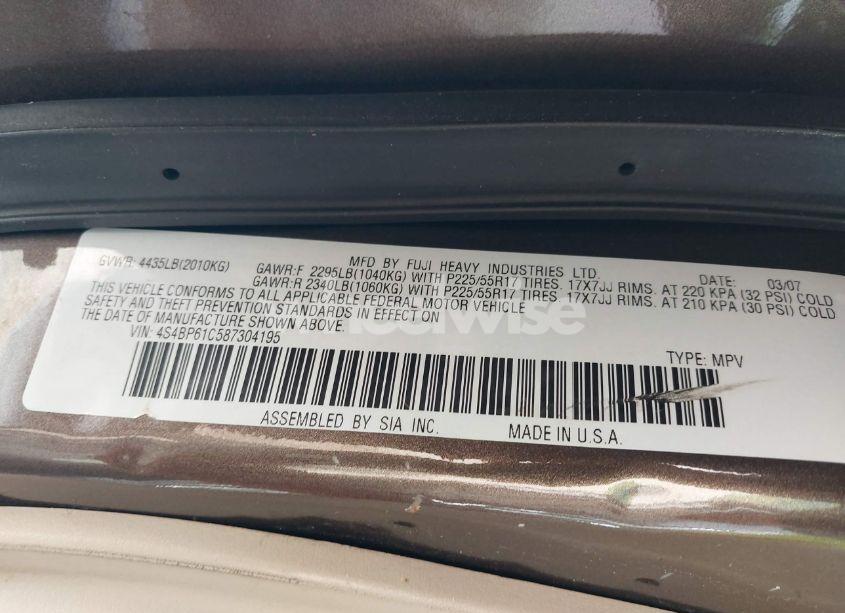 MFD. BY FUJI HEAVY INDUSTRIES LTD. DATE: 03/07
GVWR: 4435LB(2010KG) GAWR:F 2295LB(1040KG) WITH P225/55R17 TIRES. 17X7JJ RIMS. AT 220 KPA (32 PSI) COLD
GAWR:R 2340LB(1060KG) WITH P225/55R17 TIRES. 17X7JJ RIMS. AT 210 KPA (30 PSI) COLD
THIS VEHICLE CONFORMS TO ALL APPLICABLE FEDERAL MOTOR VEHICLE
SAFETY AND THEFT PREVENTION STANDARDS IN EFFECT ON
THE DATE OF MANUFACTURE SHOWN ABOVE.
VIN: 4S4BP61C587304195 TYPE: MPV
ASSEMBLED BY SIA INC. MADE IN U.S.A.